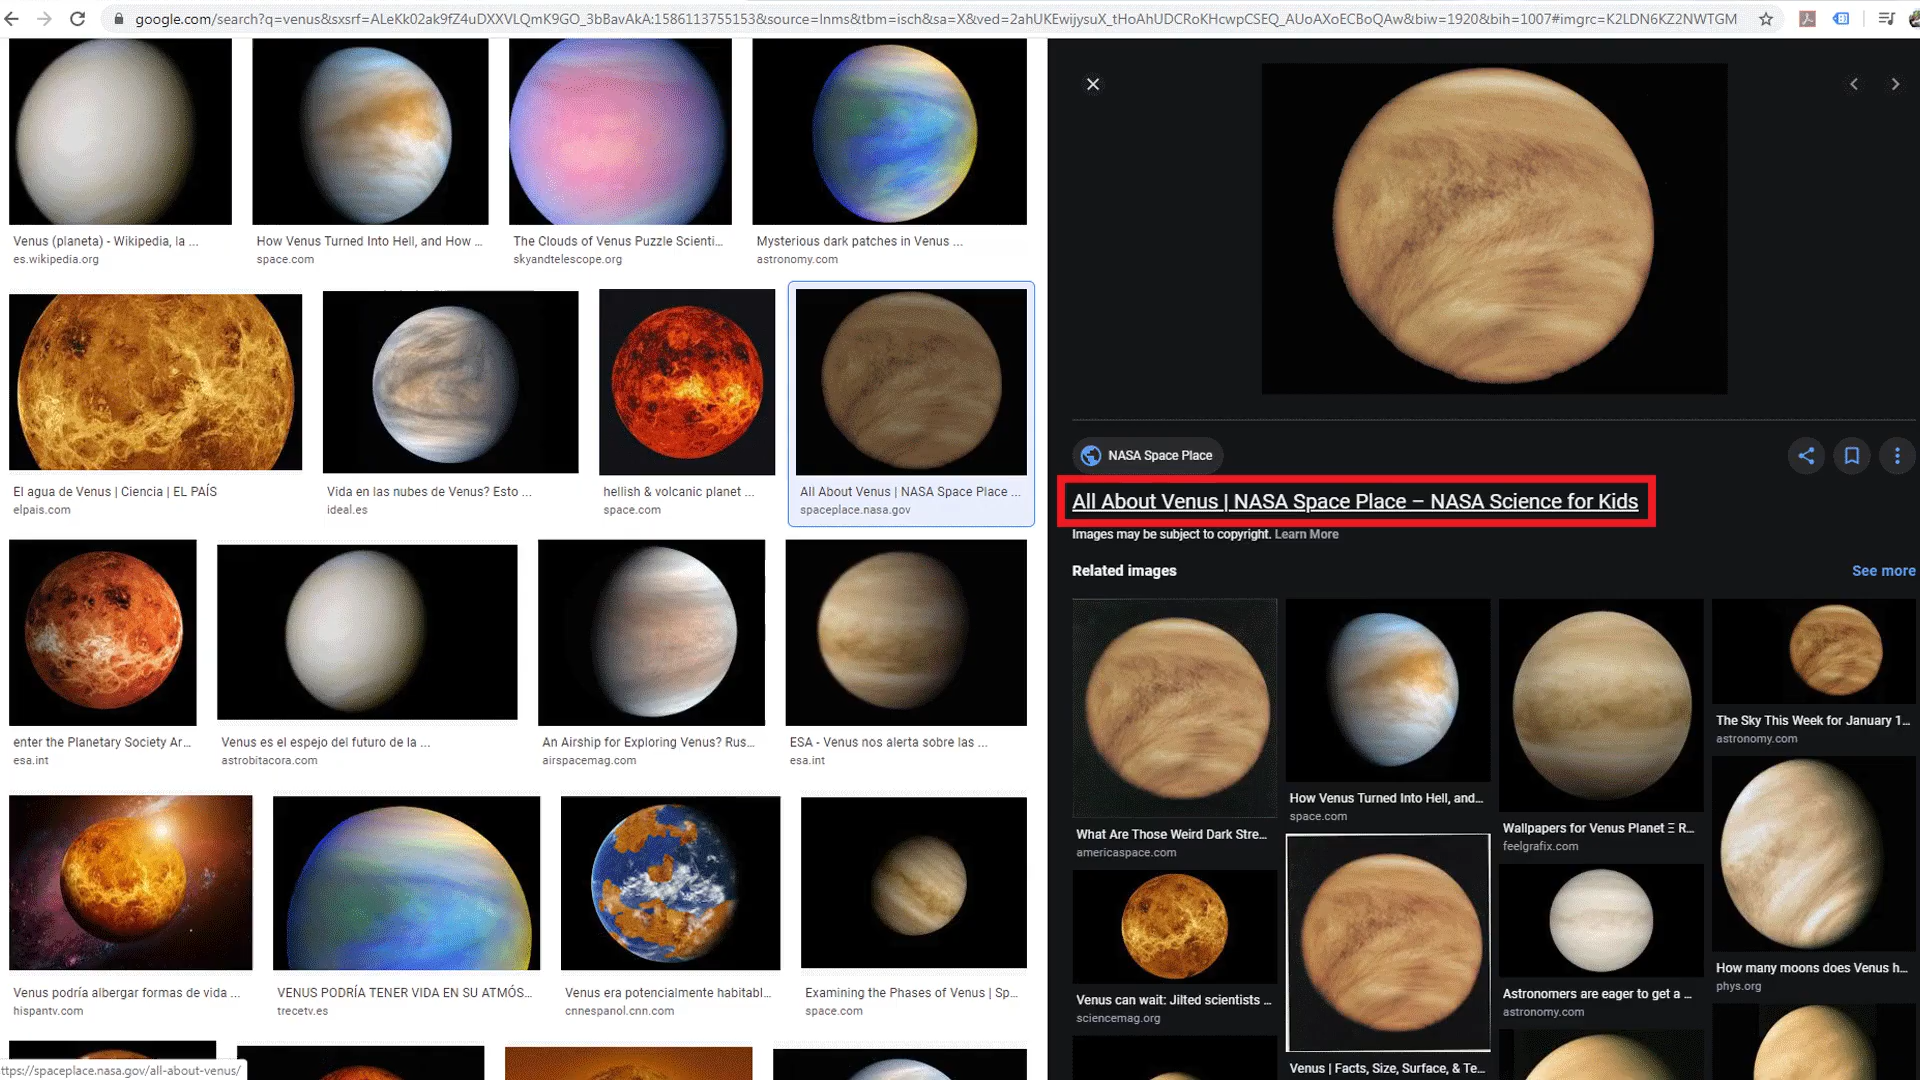 google.com/search?q=venus&sxsrf=ALeKk02ak9fZ4uDXXVLQmK9GO_3bBavAkA:1586113755153&source=lnms&tbm=isch&sa=X&ved=2ahUKEwijysuX_tHoAhUDCRoKHcwpCSEQ_AUoAXoECBoQAw&biw=1920&bih=1007#imgrc=K2LDN6KZ2NWTGM
Venus (planeta) - Wikipedia, la ...
es.wikipedia.org
How Venus Turned Into Hell, and How ...
space.com
The Clouds of Venus Puzzle Scienti...
skyandtelescope.org
Mysterious dark patches in Venus ...
astronomy.com
El agua de Venus | Ciencia | EL PAÍS
elpais.com
Vida en las nubes de Venus? Esto ...
ideal.es
hellish & volcanic planet ...
space.com
All About Venus | NASA Space Place ...
spaceplace.nasa.gov
enter the Planetary Society Ar...
esa.int
Venus es el espejo del futuro de la ...
astrobitacora.com
An Airship for Exploring Venus? Rus...
airspacemag.com
ESA - Venus nos alerta sobre las ...
esa.int
Venus podría albergar formas de vida ...
hispantv.com
VENUS PODRÍA TENER VIDA EN SU ATMÓS...
trecetv.es
Venus era potencialmente habitabl...
cnnespanol.cnn.com
Examining the Phases of Venus | Sp...
space.com
ttps://spaceplace.nasa.gov/all-about-venus/
NASA Space Place
All About Venus | NASA Space Place – NASA Science for Kids
Images may be subject to copyright. Learn More
Related images
See more
What Are Those Weird Dark Stre...
americaspace.com
How Venus Turned Into Hell, and...
space.com
Wallpapers for Venus Planet Ξ R...
feelgrafix.com
The Sky This Week for January 1...
astronomy.com
Venus can wait: Jilted scientists ...
sciencemag.org
Venus | Facts, Size, Surface, & Te...
Astronomers are eager to get a ...
astronomy.com
How many moons does Venus h...
phys.org